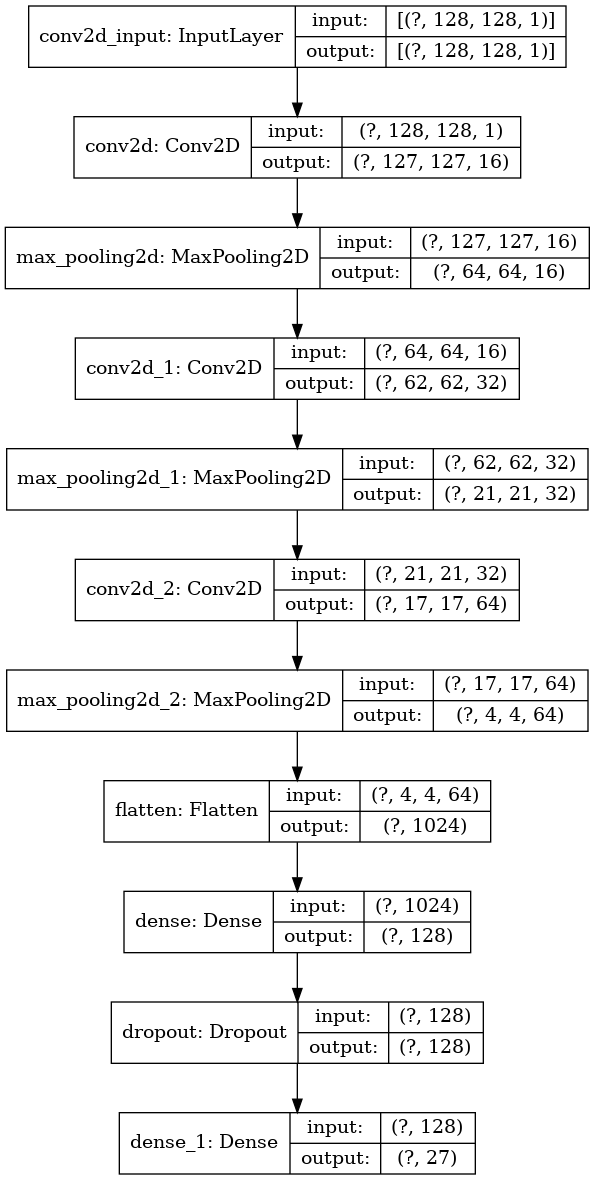 conv2d_input: InputLayer
input:
[(?, 128, 128, 1)]
output:
[(?, 128, 128, 1)]
conv2d: Conv2D
input:
(?, 128, 128, 1)
output:
(?, 127, 127, 16)
max_pooling2d: MaxPooling2D
input:
(?, 127, 127, 16)
output:
(?, 64, 64, 16)
conv2d_1: Conv2D
input:
(?, 64, 64, 16)
output:
(?, 62, 62, 32)
max_pooling2d_1: MaxPooling2D
input:
(?, 62, 62, 32)
output:
(?, 21, 21, 32)
conv2d_2: Conv2D
input:
(?, 21, 21, 32)
output:
(?, 17, 17, 64)
max_pooling2d_2: MaxPooling2D
input:
(?, 17, 17, 64)
output:
(?, 4, 4, 64)
flatten: Flatten
input:
(?, 4, 4, 64)
output:
(?, 1024)
dense: Dense
input:
(?, 1024)
output:
(?, 128)
dropout: Dropout
input:
(?, 128)
output:
(?, 128)
dense_1: Dense
input:
(?, 128)
output:
(?, 27)